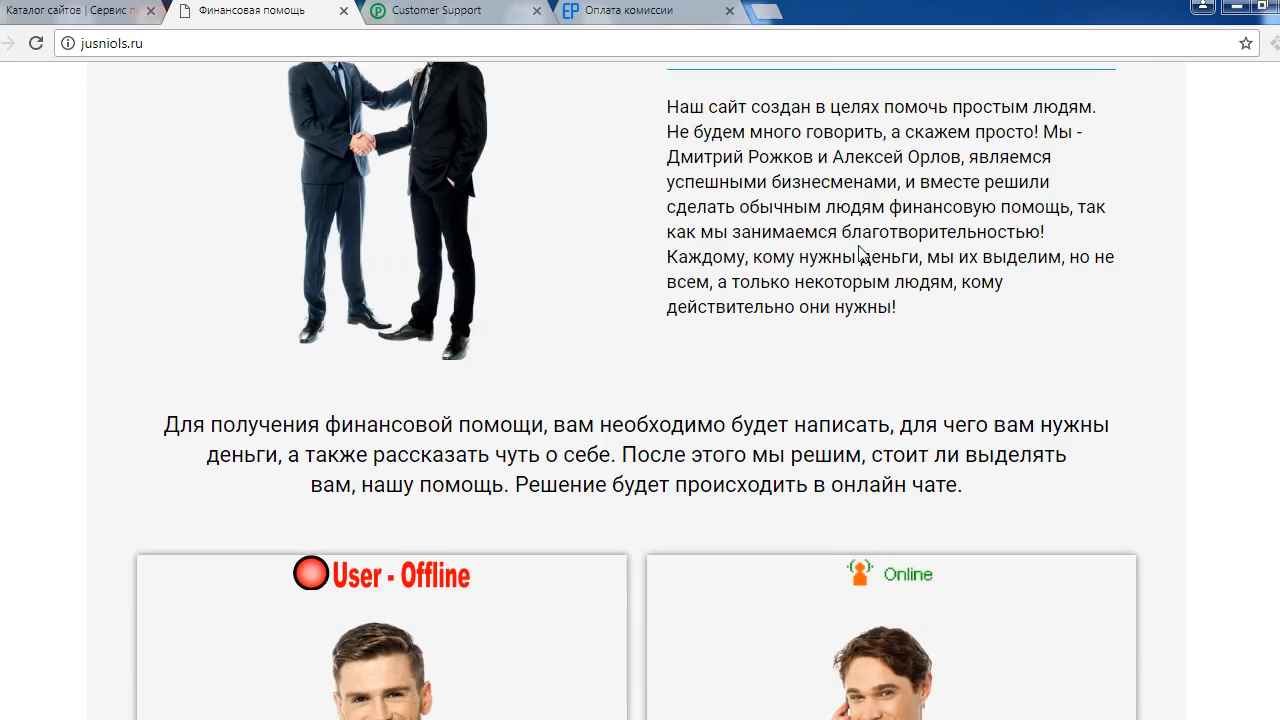 Каталог сайтов | Сервис п
Финансовая помощь
Customer Support
EP Оплата комиссии
jusniols.ru
Наш сайт создан в целях помочь простым людям.
Не будем много говорить, а скажем просто! Мы -
Дмитрий Рожков и Алексей Орлов, являемся
успешными бизнесменами, и вместе решили
сделать обычным людям финансовую помощь, так
как мы занимаемся благотворительностью!
Каждому, кому нужны деньги, мы их выделим, но не
всем, а только некоторым людям, кому
действительно они нужны!
Для получения финансовой помощи, вам необходимо будет написать, для чего вам нужны
деньги, а также рассказать чуть о себе. После этого мы решим, стоит ли выделять
вам, нашу помощь. Решение будет происходить в онлайн чате.
User - Offline
Online